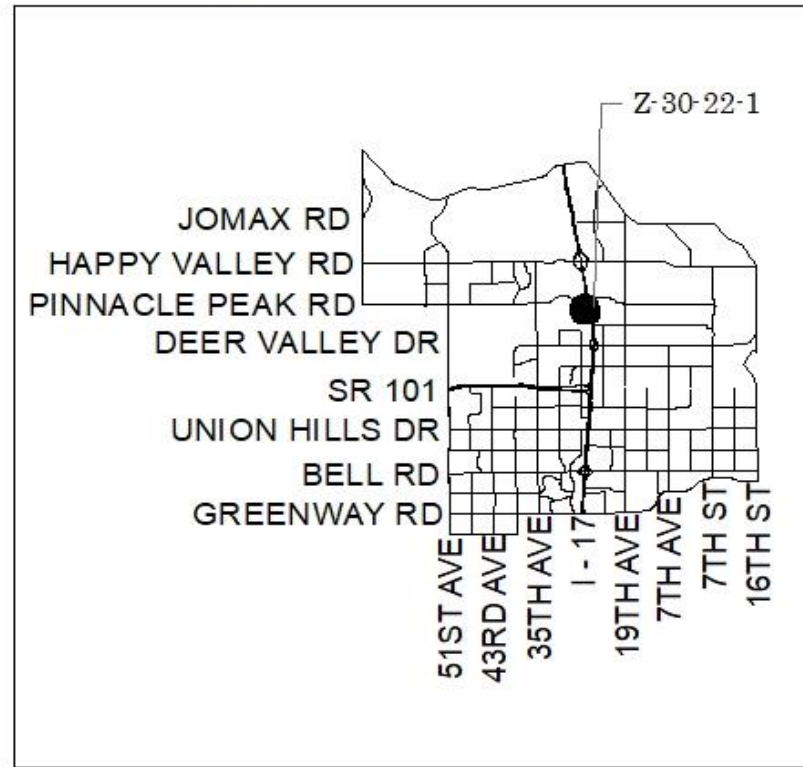 Z-30-22-1
JOMAX RD
HAPPY VALLEY RD
PINNACLE PEAK RD
DEER VALLEY DR
SR 101
UNION HILLS DR
BELL RD
GREENWAY RD
51ST AVE
43RD AVE
35TH AVE
I - 17
19TH AVE
7TH AVE
7TH ST
16TH ST